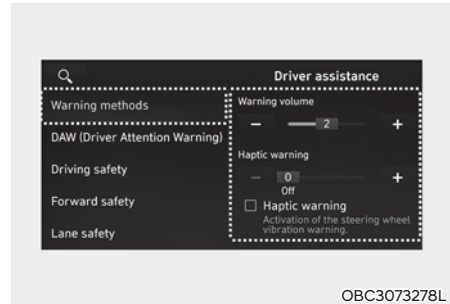 Driver assistance
Warning methods
DAW (Driver Attention Warning)
Driving safety
Forward safety
Lane safety
Warning volume
− 2 +
Haptic warning
− 0 +
Off
Haptic warning
Activation of the steering wheel
vibration warning.
OBC3073278L